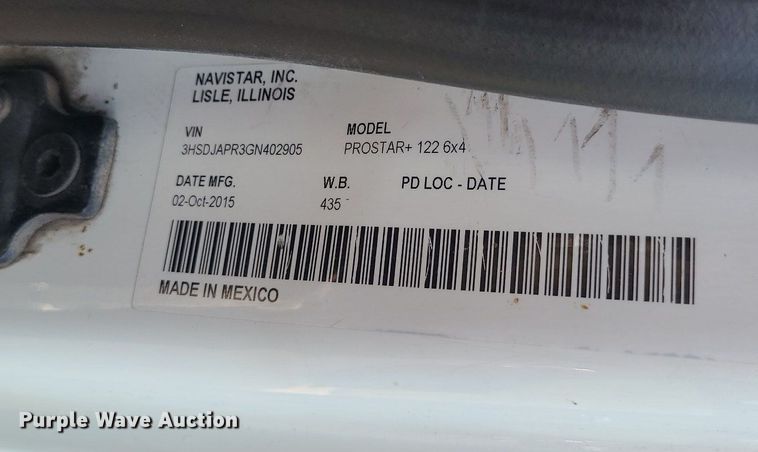 NAVISTAR, INC.
LISLE, ILLINOIS
VIN MODEL
3HSDJAPR3GN402905 PROSTAR+ 122 6x4
DATE MFG. W.B. PD LOC - DATE
02-Oct-2015 435
MADE IN MEXICO
Purple Wave Auction